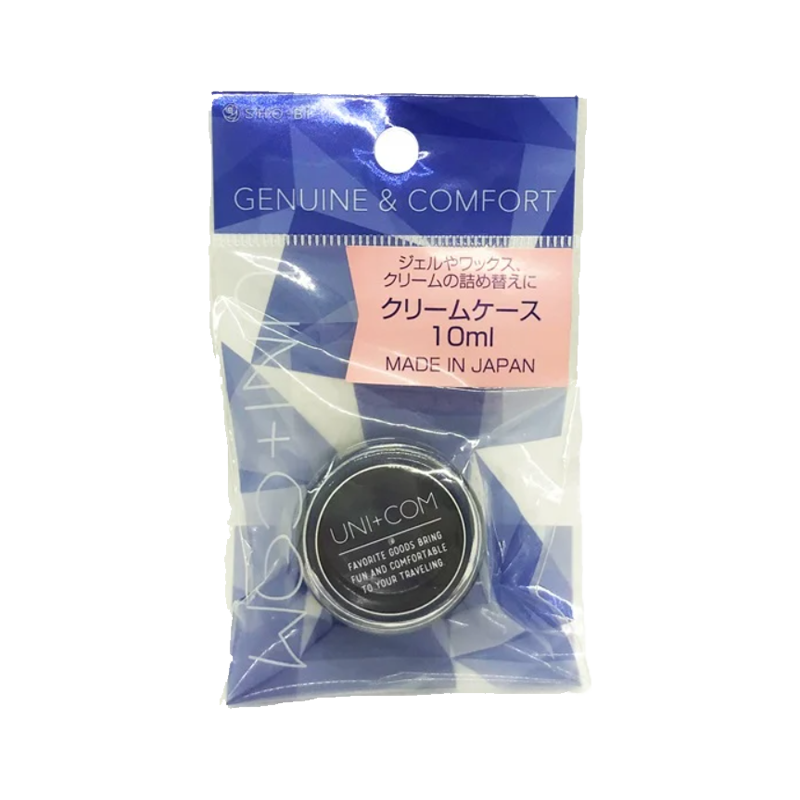 GENUINE & COMFORT
ジェルやワックス、
クリームの詰め替えに
クリームケース
10ml
MADE IN JAPAN
UNI+COM
UNI+COM
FAVORITE GOODS BRING
FUN AND COMFORTABLE
TO YOUR TRAVELING.